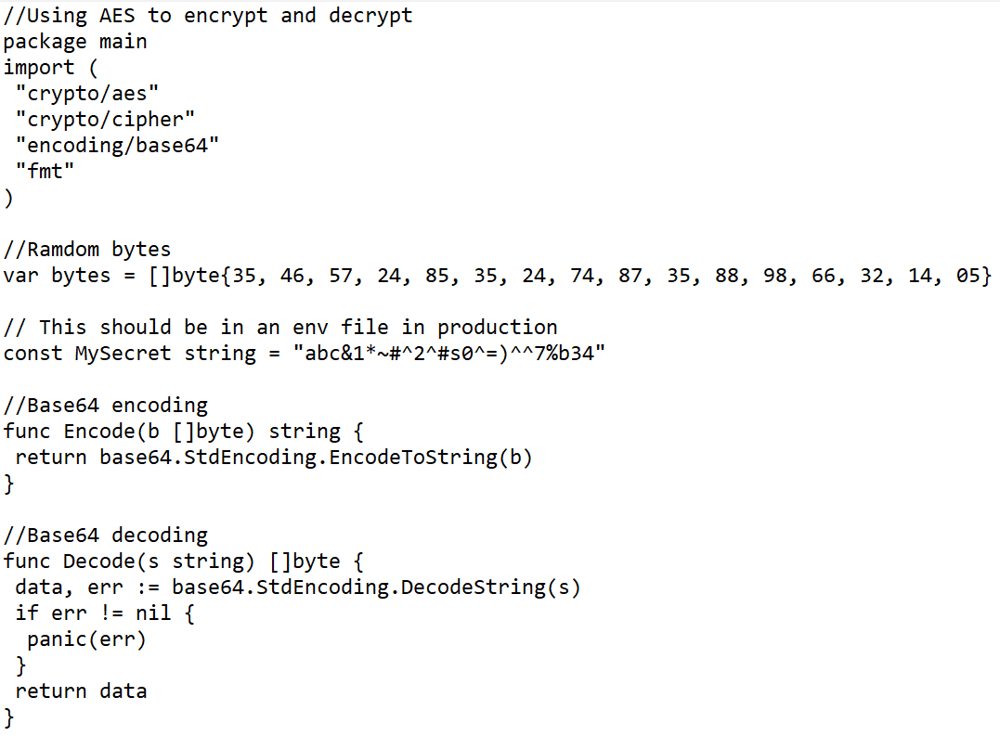 //Using AES to encrypt and decrypt
package main
import (
 "crypto/aes"
 "crypto/cipher"
 "encoding/base64"
 "fmt"
)

//Ramdom bytes
var bytes = []byte{35, 46, 57, 24, 85, 35, 24, 74, 87, 35, 88, 98, 66, 32, 14, 05}

// This should be in an env file in production
const MySecret string = "abc&1*~#^2^#s0^=)^^7%b34"

//Base64 encoding
func Encode(b []byte) string {
 return base64.StdEncoding.EncodeToString(b)
}

//Base64 decoding
func Decode(s string) []byte {
 data, err := base64.StdEncoding.DecodeString(s)
 if err != nil {
  panic(err)
 }
 return data
}